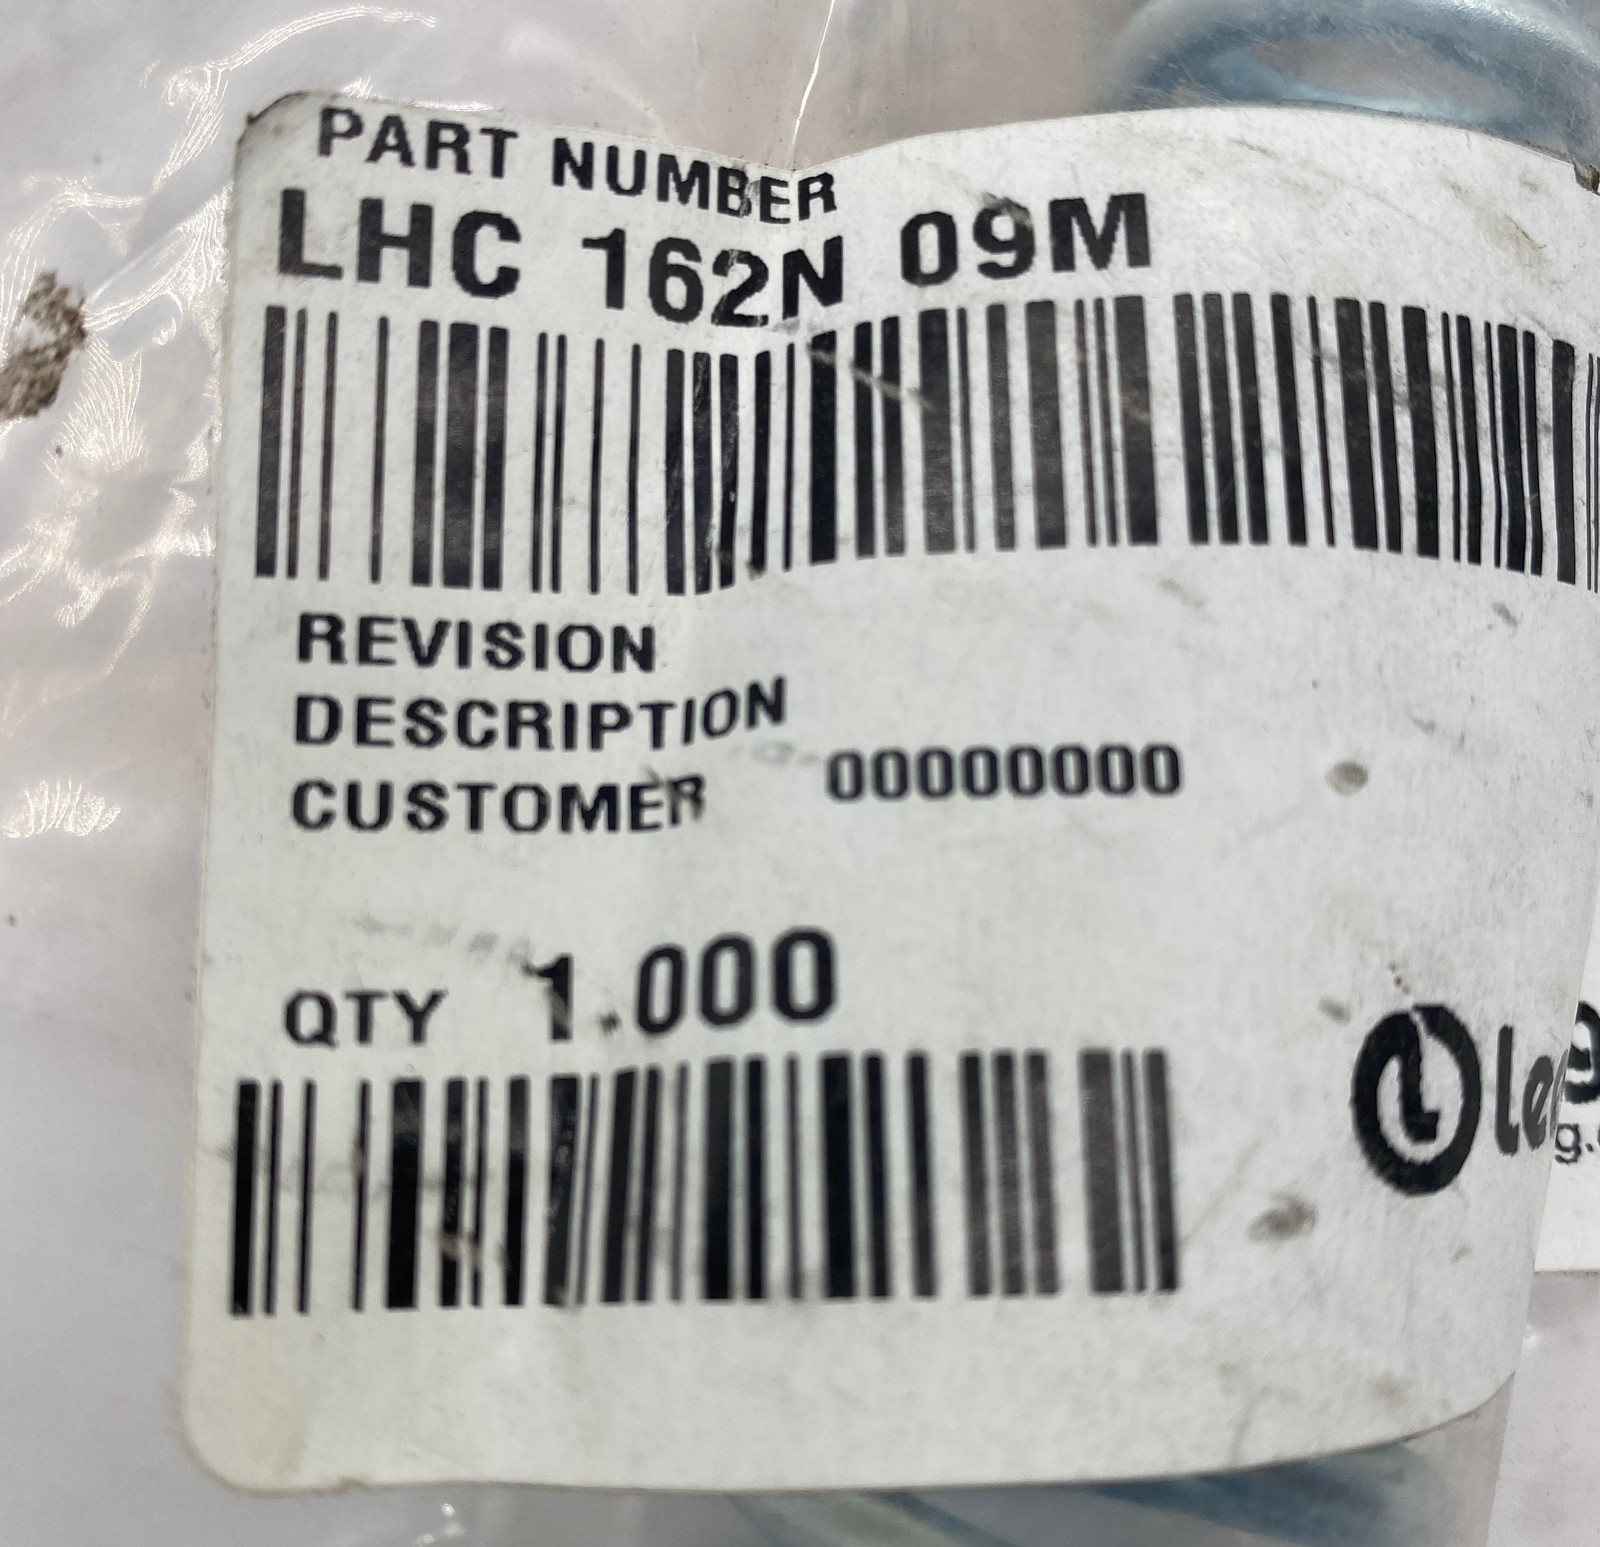 PART NUMBER
LHC 162N 09M
REVISION
DESCRIPTION
CUSTOMER 00000000
QTY 1.000